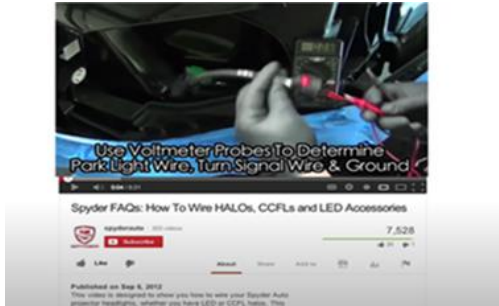 Use Voltmeter Probes To Determine
Park Light Wire, Turn Signal Wire & Ground
Spyder FAQs: How To Wire HALOs, CCFLs and LED Accessories
spyderauto
Subscribe
7,528
Like
About Share Add to
Published on Sep 6, 2012
This video is designed to show you how to wire your Spyder Auto
projector headlights, whether you have LED or CCFL halos. This